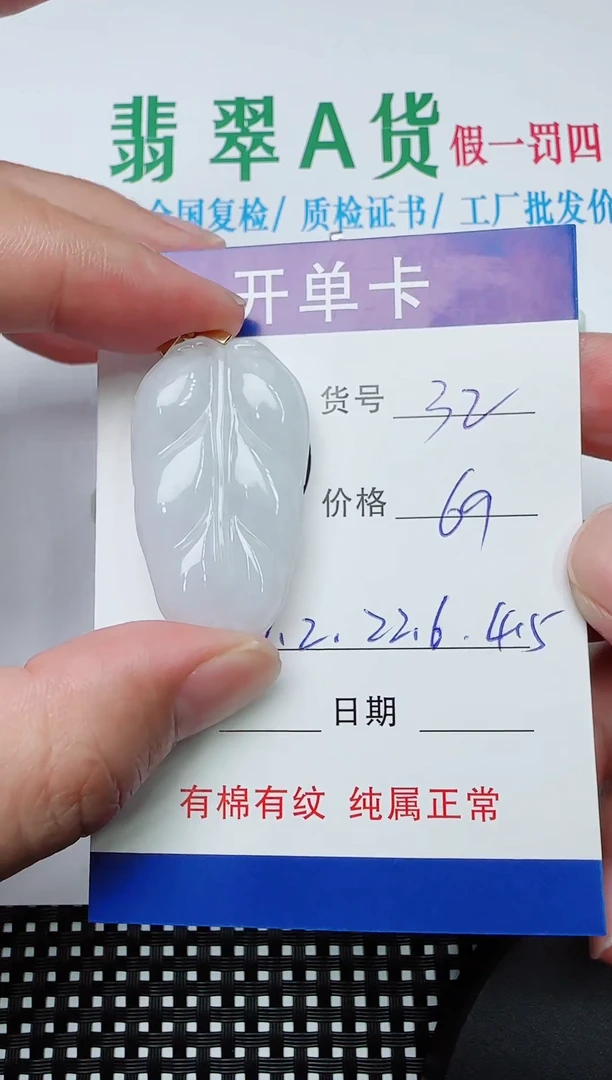 翡翠A货 假一罚四
全国复检/ 质检证书/ 工厂批发价
开单卡
货号 32
价格 69
.2. 22.6. 4.5
日期
有棉有纹 纯属正常